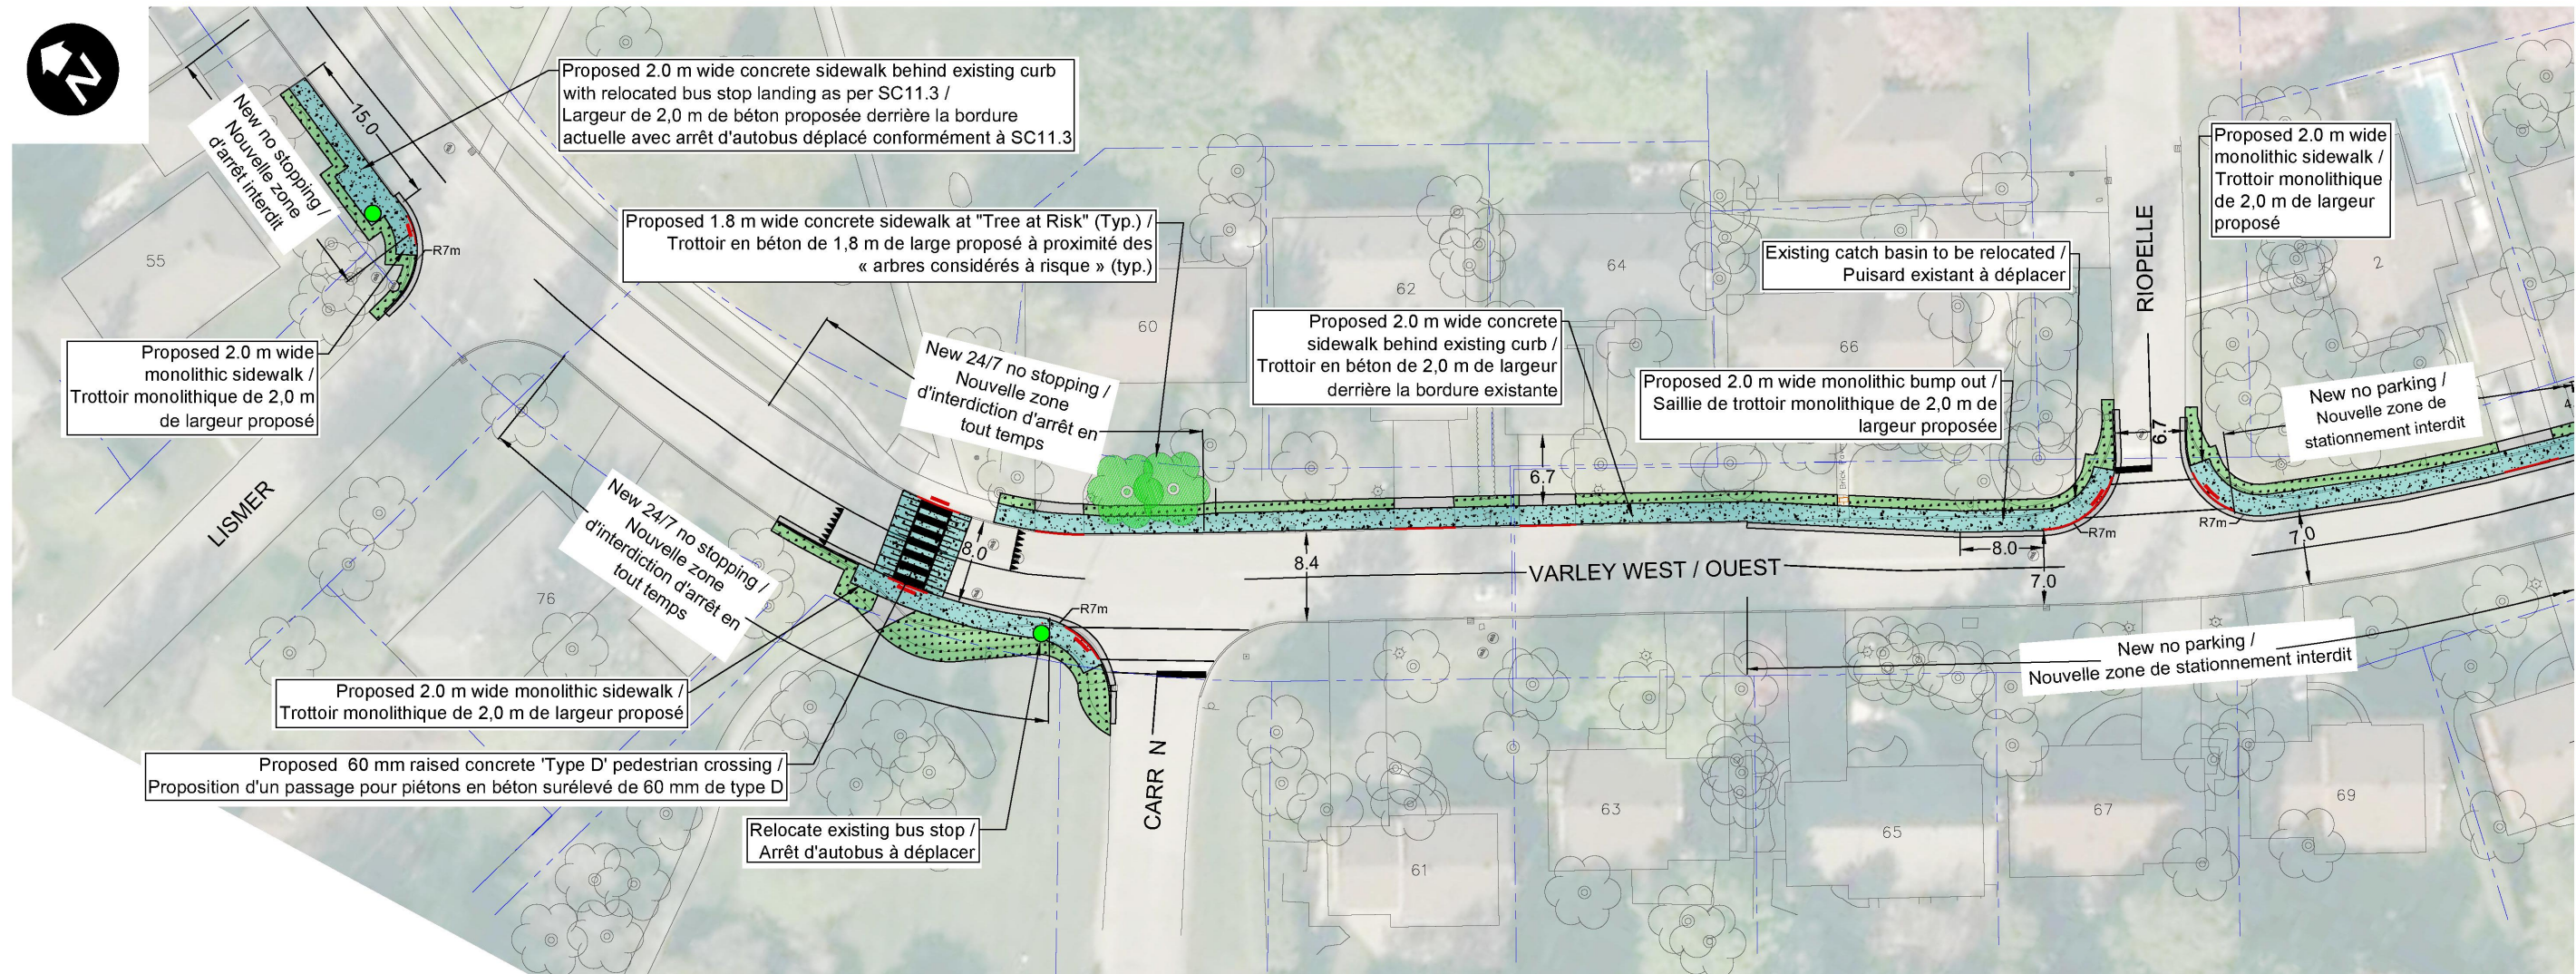 N
Proposed 2.0 m wide concrete sidewalk behind existing curb
with relocated bus stop landing as per SC11.3 /
Largeur de 2,0 m de béton proposée derrière la bordure
actuelle avec arrêt d'autobus déplacé conformément à SC11.3
15.0
New no stopping /
Nouvelle zone
d'arrêt interdit
55
R7m
Proposed 2.0 m wide
monolithic sidewalk /
Trottoir monolithique de 2,0 m
de largeur proposé
LISMER
Proposed 1.8 m wide concrete sidewalk at "Tree at Risk" (Typ.) /
Trottoir en béton de 1,8 m de large proposé à proximité des
« arbres considérés à risque » (typ.)
60
New 24/7 no stopping /
Nouvelle zone
d'interdiction d'arrêt en
tout temps
62
64
Proposed 2.0 m wide concrete
sidewalk behind existing curb /
Trottoir en béton de 2,0 m de largeur
derrière la bordure existante
6.7
66
Existing catch basin to be relocated /
Puisard existant à déplacer
Proposed 2.0 m wide monolithic bump out /
Saillie de trottoir monolithique de 2,0 m de
largeur proposée
Brick Path
RIOPELLE
6.7
Proposed 2.0 m wide
monolithic sidewalk /
Trottoir monolithique
de 2,0 m de largeur
proposé
2
New no parking /
Nouvelle zone de
stationnement interdit
4.
R7m
R7m
7.0
8.0
7.0
VARLEY WEST / OUEST
8.4
8.0
New 24/7 no stopping /
Nouvelle zone
d'interdiction d'arrêt en
tout temps
76
R7m
Proposed 2.0 m wide monolithic sidewalk /
Trottoir monolithique de 2,0 m de largeur proposé
Proposed 60 mm raised concrete 'Type D' pedestrian crossing /
Proposition d'un passage pour piétons en béton surélevé de 60 mm de type D
Relocate existing bus stop /
Arrêt d'autobus à déplacer
CARR N
New no parking /
Nouvelle zone de stationnement interdit
61
63
65
67
69